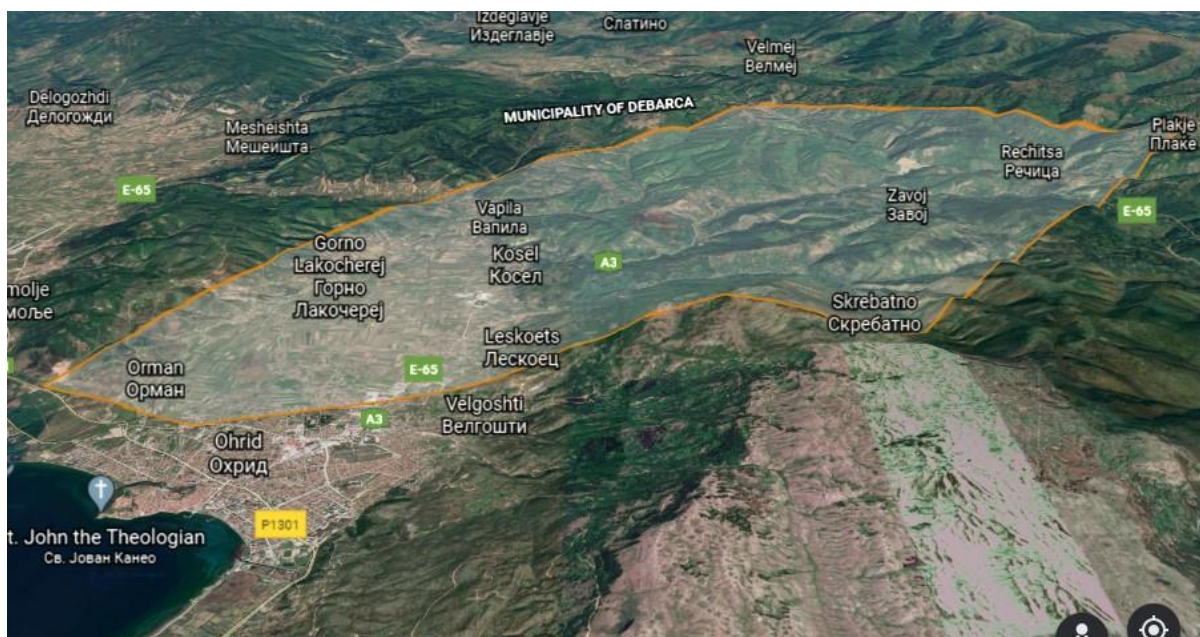 Izdeglavje
Издеглавје
Слатино
Velmej
Велмеј
Delogozhdi
Делогожди
MUNICIPALITY OF DEBARCA
Mesheishta
Мешеишта
Plakje
Плаќе
Rechitsa
Речица
E-65
Zavoj
Завој
E-65
Vapila
Вапила
Gorno
Lakocherej
Горно
Лакочереј
Kosel
Косел
A3
molje
моље
Skrebatno
Скребатно
Leskoets
Лескоец
Orman
Орман
E-65
Velgoshti
Велгошти
A3
Ohrid
Охрид
P1301
t. John the Theologian
Св. Јован Канео